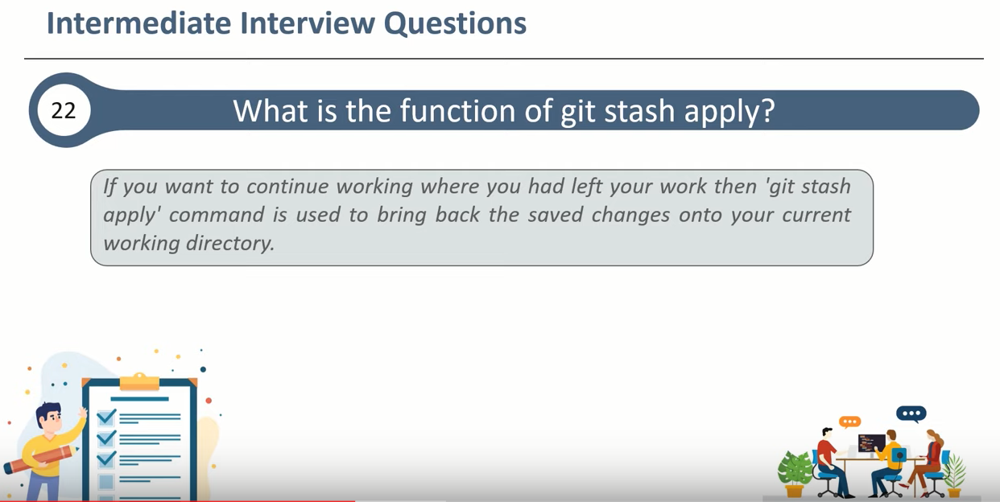 Intermediate Interview Questions
22
What is the function of git stash apply?
If you want to continue working where you had left your work then 'git stash
apply' command is used to bring back the saved changes onto your current
working directory.